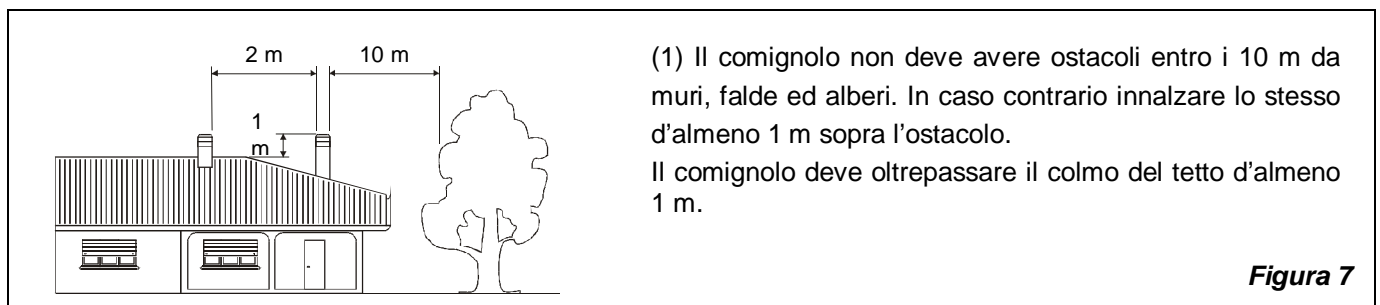 2 m
10 m
1
m
(1) Il comignolo non deve avere ostacoli entro i 10 m da
muri, falde ed alberi. In caso contrario innalzare lo stesso
d’almeno 1 m sopra l’ostacolo.
Il comignolo deve oltrepassare il colmo del tetto d’almeno
1 m.
Figura 7